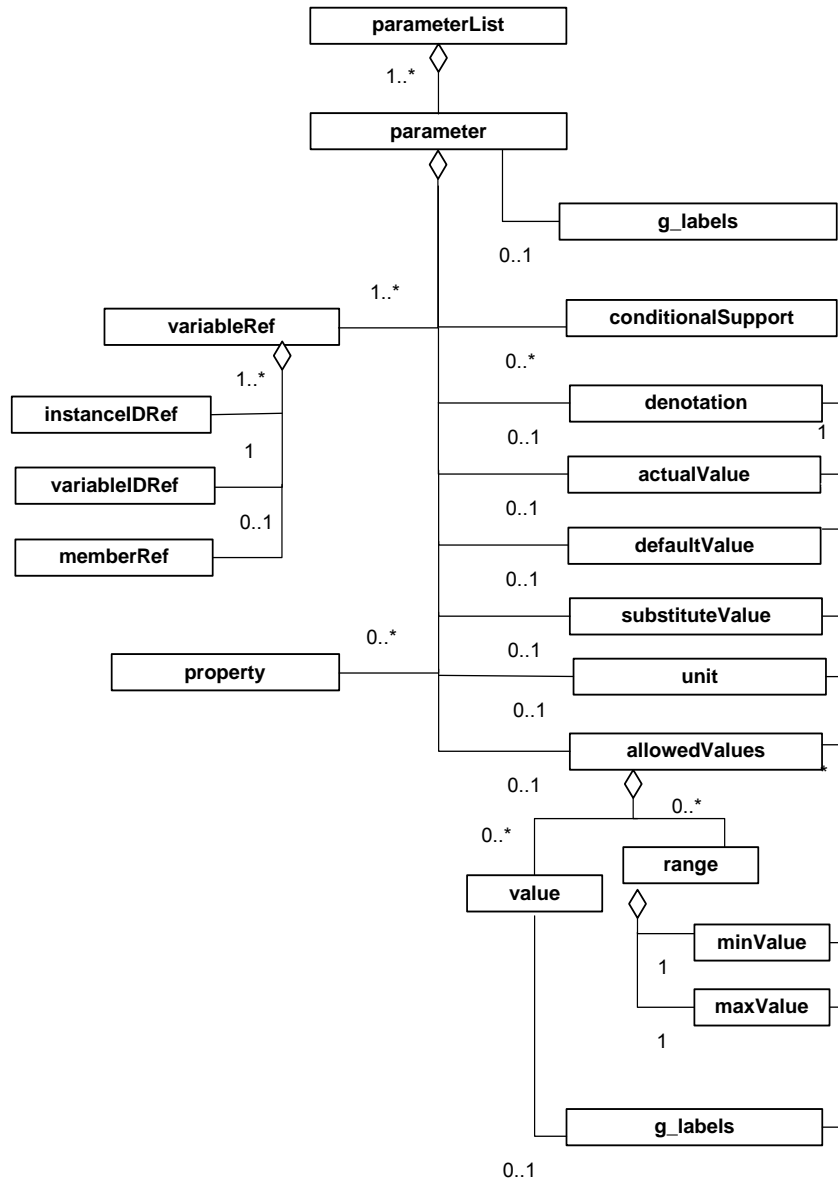 parameterList
1..*
parameter
g_labels
0..1
1..*
variableRef
conditionalSupport
0..*
1..*
instanceIDRef
denotation
1
0..1
1
variableIDRef
actualValue
0..1
0..1
memberRef
defaultValue
0..1
substituteValue
0..*
property
0..1
unit
0..1
allowedValues
*
0..1
0..*
0..*
value
range
minValue
1
maxValue
1
g_labels
0..1